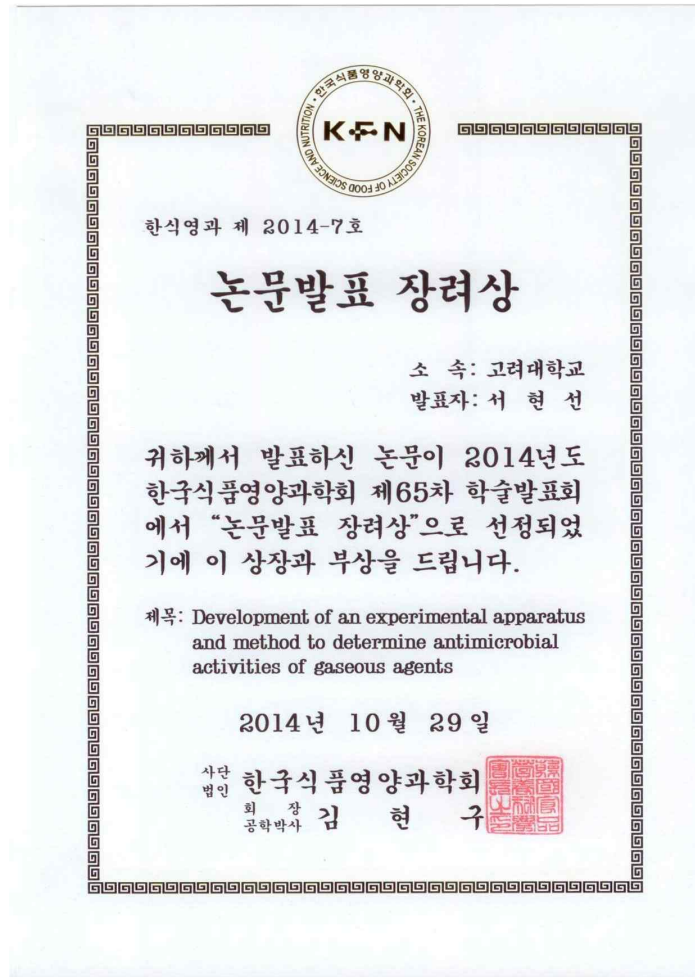 한국식품영양과학회 · THE KOREAN SOCIETY OF FOOD SCIENCE AND NUTRITION ·
KFN
한식영과 제 2014-7호
논문발표 장려상
소 속: 고려대학교
발표자: 서 현 선
귀하께서 발표하신 논문이 2014년도
한국식품영양과학회 제65차 학술발표회
에서 “논문발표 장려상”으로 선정되었
기에 이 상장과 부상을 드립니다.
제목: Development of an experimental apparatus
and method to determine antimicrobial
activities of gaseous agents
2014년 10월 29일
사단법인 한국식품영양과학회
회 장 공학박사 김 현 구